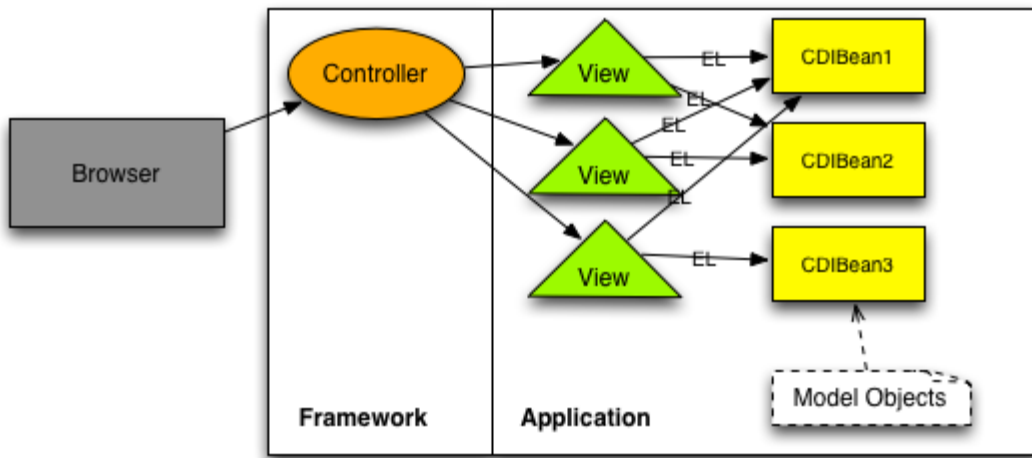 Browser
Controller
View
View
View
EL
EL
EL
EL
EL
EL
CDIBean1
CDIBean2
CDIBean3
Model Objects
Framework
Application